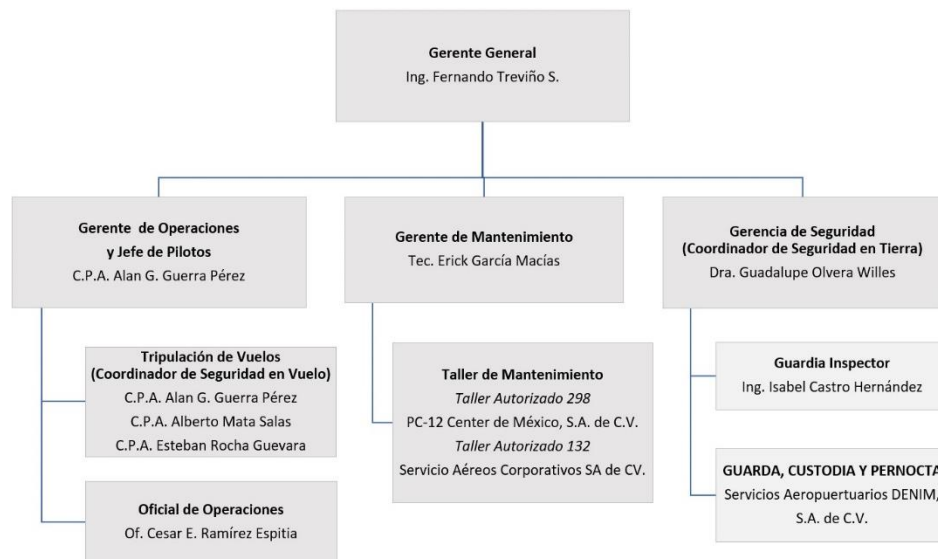 Gerente General
Ing. Fernando Treviño S.
Gerente de Operaciones
y Jefe de Pilotos
C.P.A. Alan G. Guerra Pérez
Gerente de Mantenimiento
Tec. Erick García Macías
Gerencia de Seguridad
(Coordinador de Seguridad en Tierra)
Dra. Guadalupe Olvera Willes
Tripulación de Vuelos
(Coordinador de Seguridad en Vuelo)
C.P.A. Alan G. Guerra Pérez
C.P.A. Alberto Mata Salas
C.P.A. Esteban Rocha Guevara
Oficial de Operaciones
Of. Cesar E. Ramírez Espitia
Taller de Mantenimiento
Taller Autorizado 298
PC-12 Center de México, S.A. de C.V.
Taller Autorizado 132
Servicio Aéreos Corporativos SA de CV.
Guardia Inspector
Ing. Isabel Castro Hernández
GUARDA, CUSTODIA Y PERNOCTA
Servicios Aeropuertuarios DENIM,
S.A. de C.V.